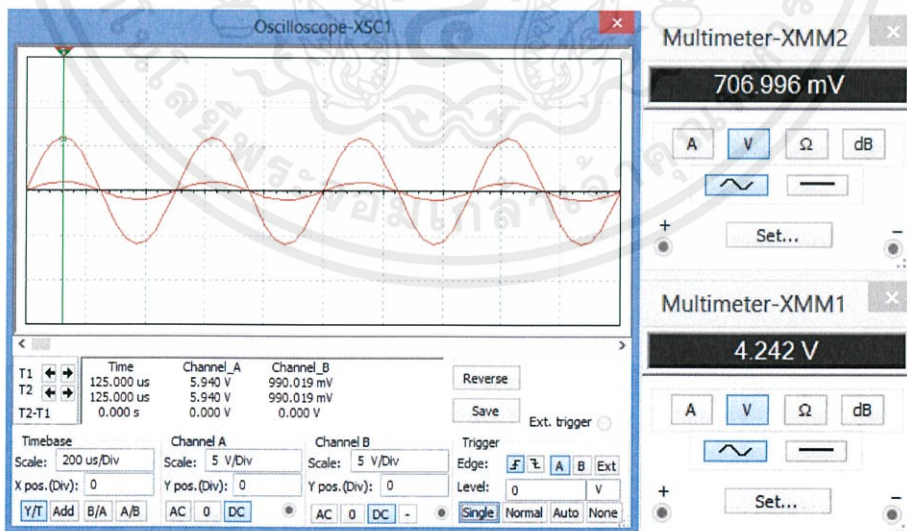 Oscilloscope-XSC1
Time Channel_A Channel_B
T1 125.000 us 5.940 V 990.019 mV
T2 125.000 us 5.940 V 990.019 mV
T2-T1 0.000 s 0.000 V 0.000 V
Reverse
Save
Ext. trigger
Timebase
Scale: 200 us/Div
X pos.(Div): 0
Y/T Add B/A A/B
Channel A
Scale: 5 V/Div
Y pos.(Div): 0
AC 0 DC
Channel B
Scale: 5 V/Div
Y pos.(Div): 0
AC 0 DC -
Trigger
Edge: A B Ext
Level: 0 V
Single Normal Auto None
Multimeter-XMM2
706.996 mV
A V Ω dB
+ Set... -
Multimeter-XMM1
4.242 V
A V Ω dB
+ Set... -